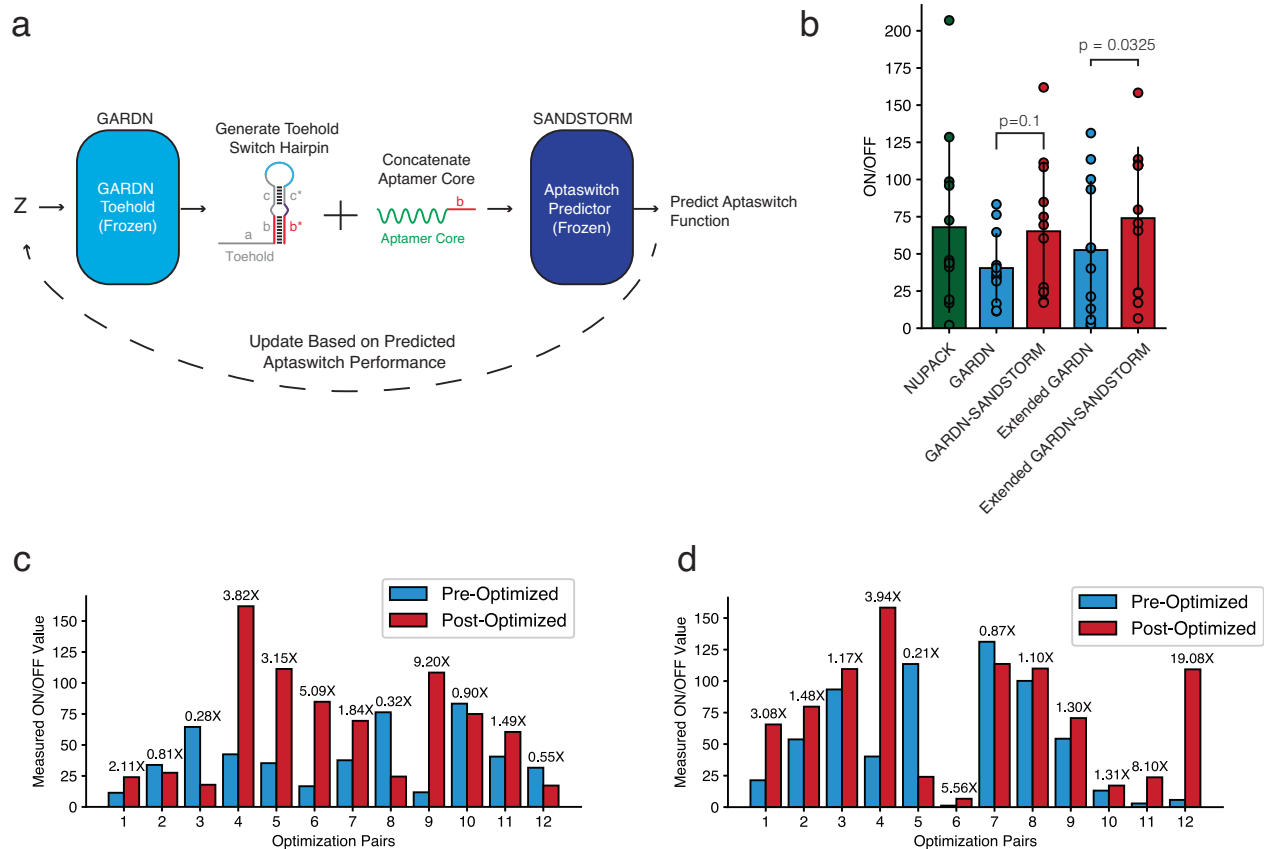 a
GARDN
GARDN
Toehold
(Frozen)
Z
Generate Toehold
Switch Hairpin
c
c*
b
b*
a
Toehold
Concatenate
Aptamer Core
b
Aptamer Core
SANDSTORM
Aptaswitch
Predictor
(Frozen)
Predict Aptaswitch
Function
Update Based on Predicted
Aptaswitch Performance
b
ON/OFF
200
175
150
125
100
75
50
25
0
p=0.1
p = 0.0325
NUPACK
GARDN
GARDN-SANDSTORM
Extended GARDN
Extended GARDN-SANDSTORM
c
Measured ON/OFF Value
150
125
100
75
50
25
0
Pre-Optimized
Post-Optimized
2.11X
0.81X
0.28X
3.82X
3.15X
5.09X
1.84X
0.32X
9.20X
0.90X
1.49X
0.55X
1 2 3 4 5 6 7 8 9 10 11 12
Optimization Pairs
d
Measured ON/OFF Value
150
125
100
75
50
25
0
Pre-Optimized
Post-Optimized
3.08X
1.48X
1.17X
3.94X
0.21X
5.56X
0.87X
1.10X
1.30X
1.31X
8.10X
19.08X
1 2 3 4 5 6 7 8 9 10 11 12
Optimization Pairs